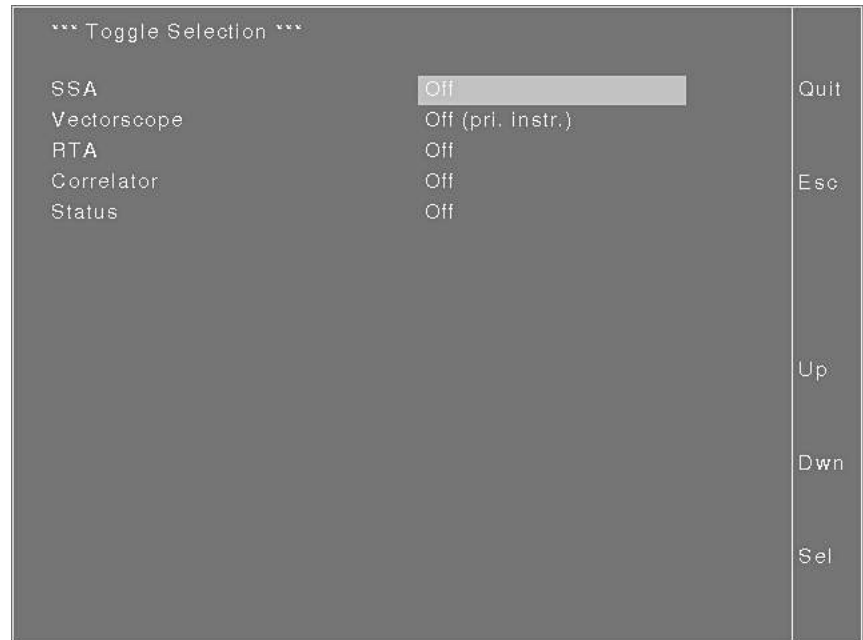 *** Toggle Selection ***
SSA Off
Vectorscope Off (pri. instr.)
RTA Off
Correlator Off
Status Off
Quit
Esc
Up
Dwn
Sel